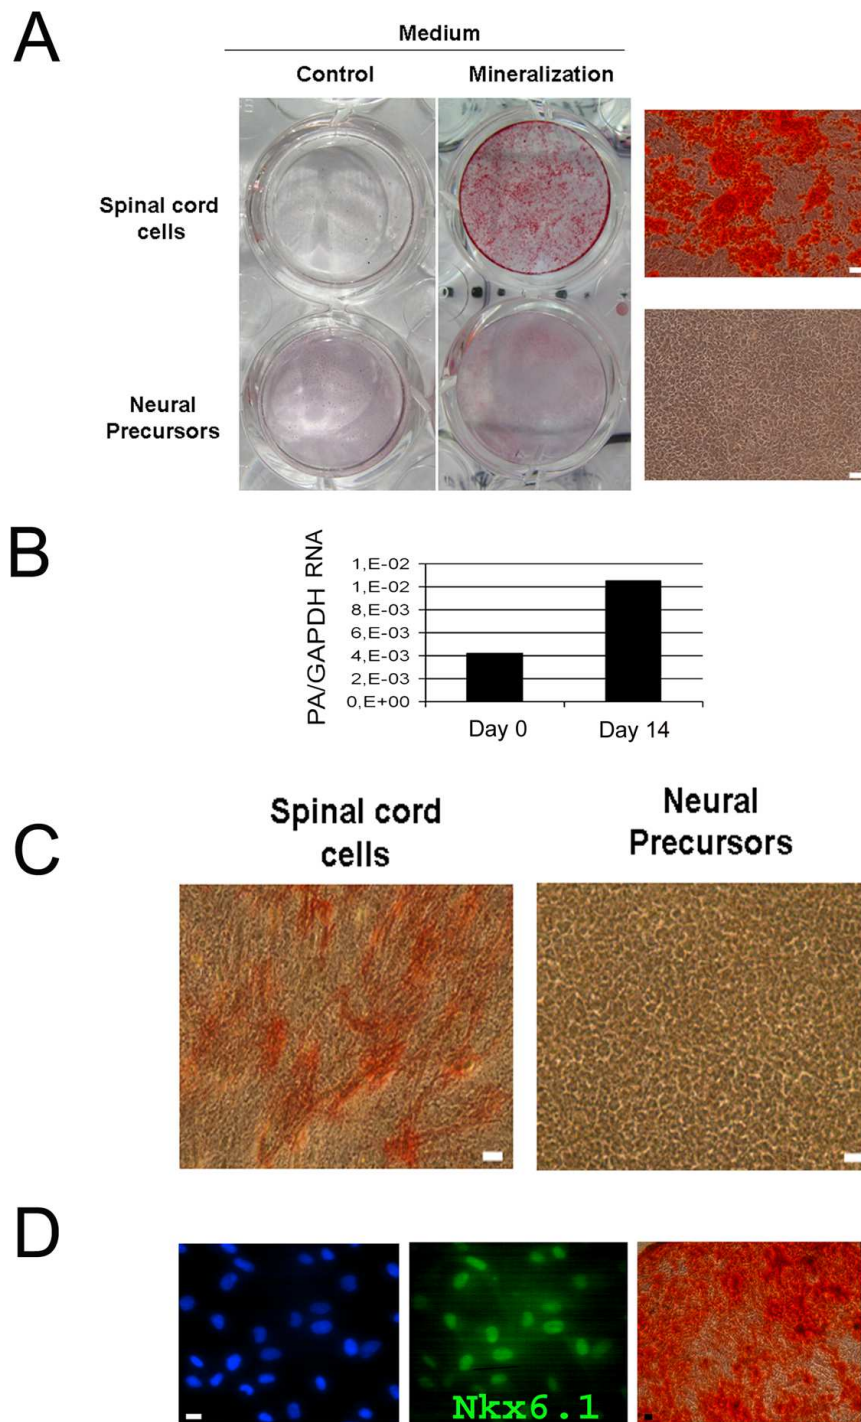 A
Medium
Control Mineralization
Spinal cord
cells
Neural
Precursors
B
PA/GAPDH RNA
1,E-02
1,E-02
8,E-03
6,E-03
4,E-03
2,E-03
0,E+00
Day 0 Day 14
C
Spinal cord
cells
Neural
Precursors
D
Nkx6.1